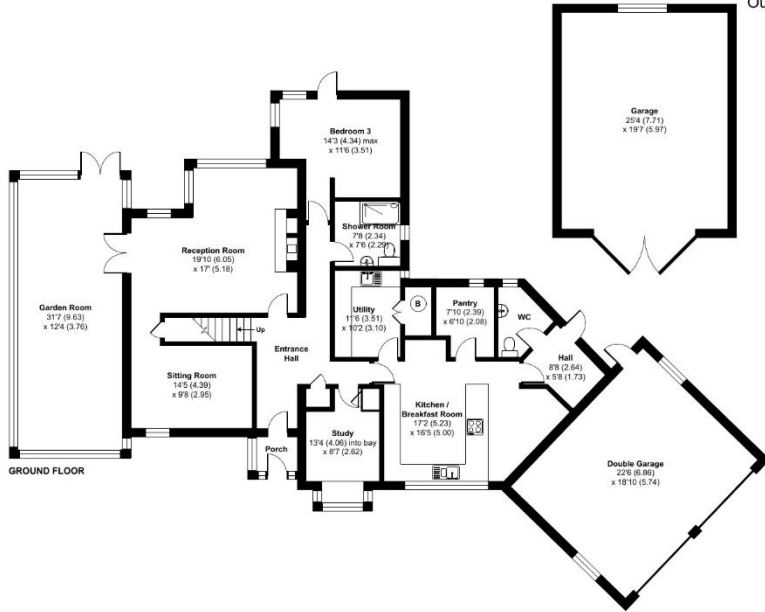 Ou
Garage
25'4 (7.71)
x 19'7 (5.97)
Bedroom 3
14'3 (4.34) max
x 11'6 (3.51)
Shower Room
7'8 (2.34)
x 7'6 (2.29)
Reception Room
19'10 (6.05)
x 17' (5.18)
Garden Room
31'7 (9.63)
x 12'4 (3.76)
Utility
11'6 (3.51)
x 10'2 (3.10)
B
Pantry
7'10 (2.39)
x 6'10 (2.08)
WC
Up
Hall
8'8 (2.64)
x 5'8 (1.73)
Entrance
Hall
Sitting Room
14'5 (4.39)
x 9'8 (2.95)
Kitchen /
Breakfast Room
17'2 (5.23)
x 16'5 (5.00)
Study
13'4 (4.06) into bay
x 8'7 (2.62)
Porch
Double Garage
22'6 (6.86)
x 18'10 (5.74)
GROUND FLOOR